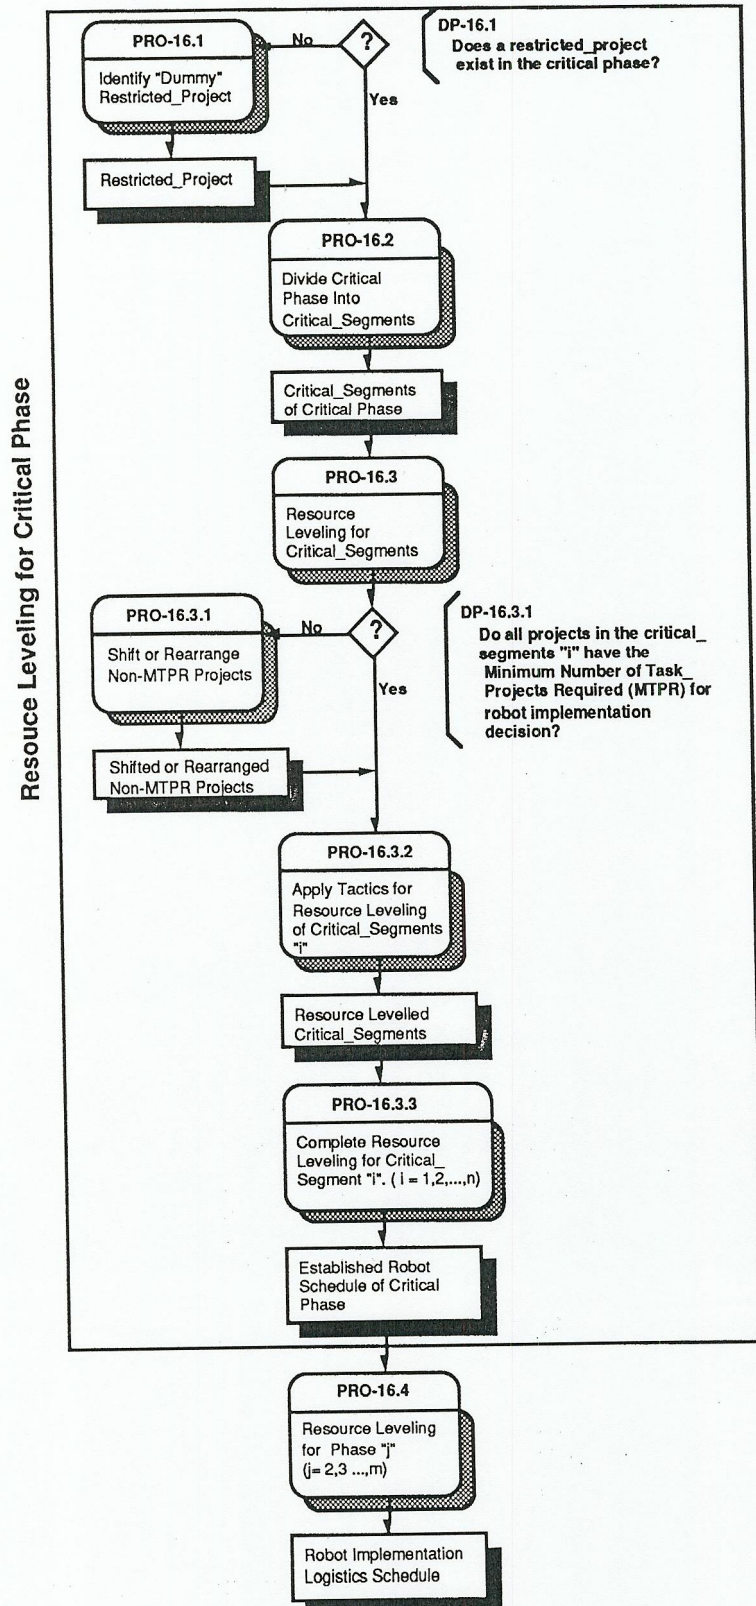 Resouce Leveling for Critical Phase
DP-16.1
Does a restricted_project
exist in the critical phase?
?
No
Yes
PRO-16.1
Identify "Dummy"
Restricted_Project
Restricted_Project
PRO-16.2
Divide Critical
Phase Into
Critical_Segments
Critical_Segments
of Critical Phase
PRO-16.3
Resource
Leveling for
Critical_Segments
DP-16.3.1
Do all projects in the critical_
segments "i" have the
Minimum Number of Task_
Projects Required (MTPR) for
robot implementation
decision?
?
No
Yes
PRO-16.3.1
Shift or Rearrange
Non-MTPR Projects
Shifted or Rearranged
Non-MTPR Projects
PRO-16.3.2
Apply Tactics for
Resource Leveling
of Critical_Segments
"i"
Resource Levelled
Critical_Segments
PRO-16.3.3
Complete Resource
Leveling for Critical_
Segment "i". ( i = 1,2,...,n)
Established Robot
Schedule of Critical
Phase
PRO-16.4
Resource Leveling
for Phase "j"
(j= 2,3 ...,m)
Robot Implementation
Logistics Schedule